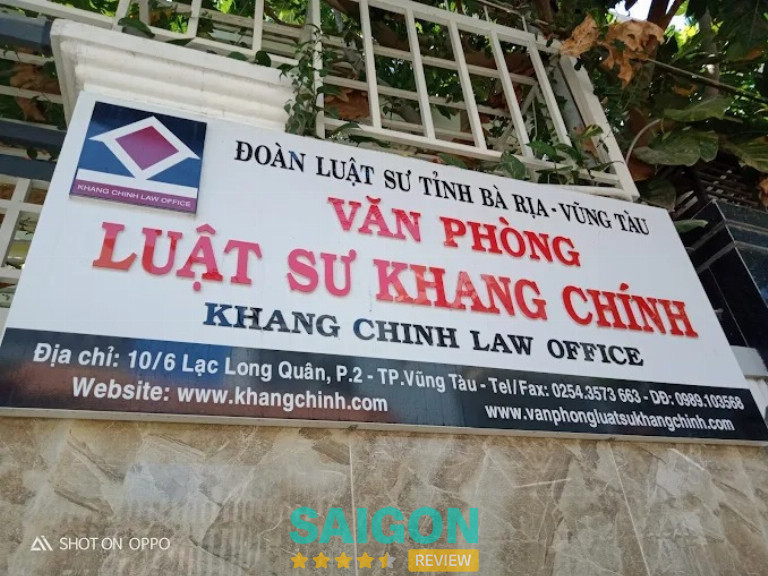 KHANG CHINH LAW OFFICE
ĐOÀN LUẬT SƯ TỈNH BÀ RỊA - VŨNG TÀU
VĂN PHÒNG
LUẬT SƯ KHANG CHÍNH
KHANG CHINH LAW OFFICE
Địa chỉ: 10/6 Lạc Long Quân, P.2 - TP.Vũng Tàu - Tel/Fax: 0254.3573 663 - DĐ: 0989.103568
Website: www.khangchinh.com www.vanphongluatsukhangchinh.com
SAIGON
REVIEW
SHOT ON OPPO